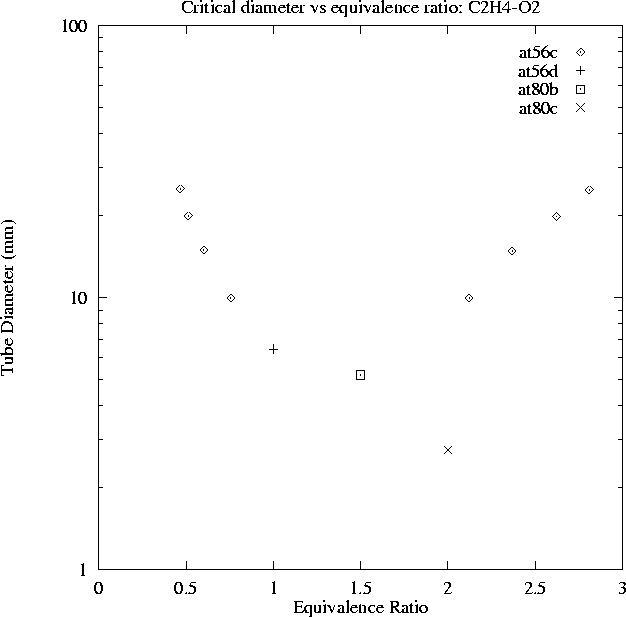 Critical diameter vs equivalence ratio: C2H4-O2
100
at56c
at56d
at80b
at80c
Tube Diameter (mm)
10
1
0 0.5 1 1.5 2 2.5 3
Equivalence Ratio